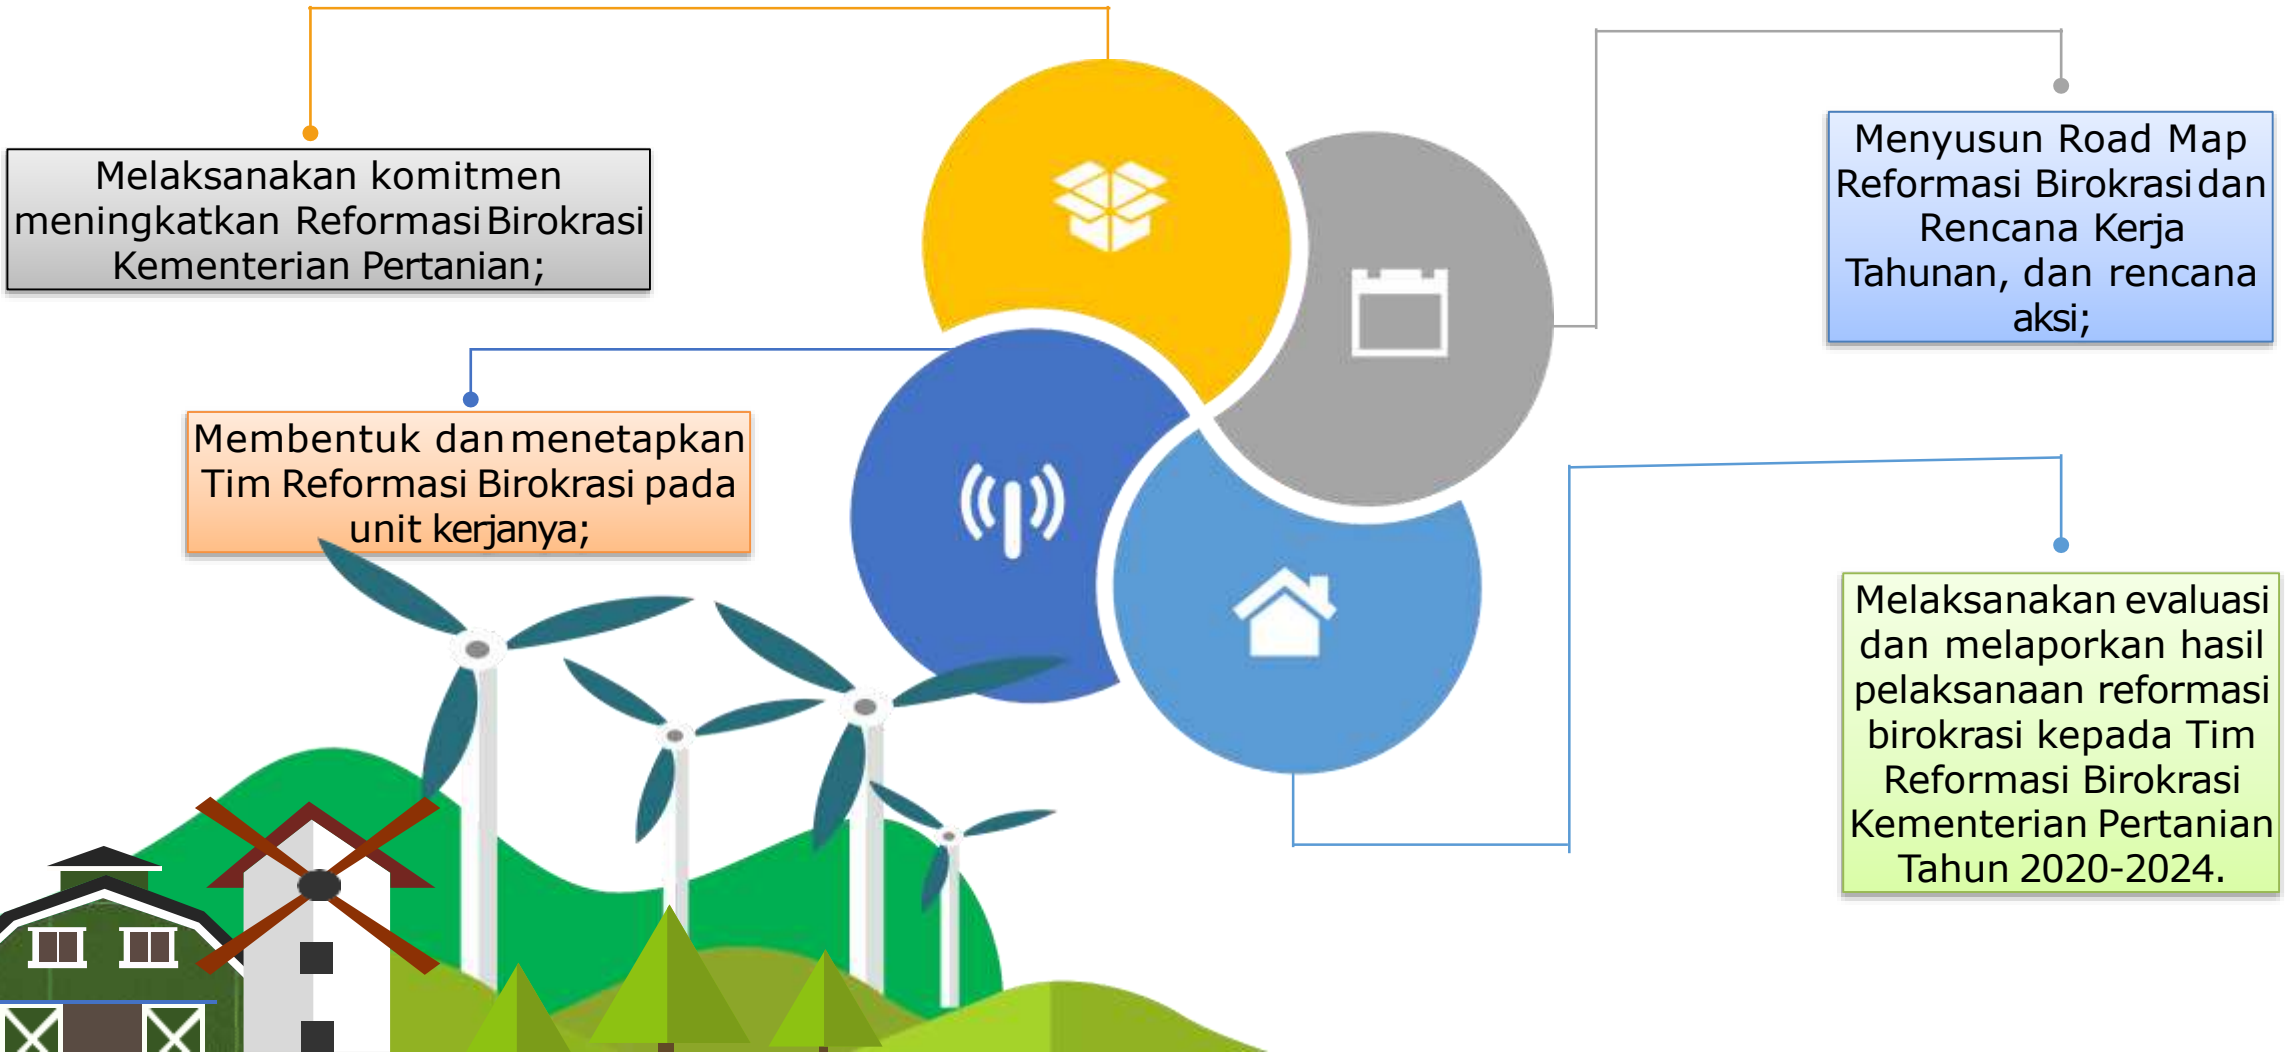 Melaksanakan komitmen
meningkatkan Reformasi Birokrasi
Kementerian Pertanian;
Membentuk dan menetapkan
Tim Reformasi Birokrasi pada
unit kerjanya;
Menyusun Road Map
Reformasi Birokrasi dan
Rencana Kerja
Tahunan, dan rencana
aksi;
Melaksanakan evaluasi
dan melaporkan hasil
pelaksanaan reformasi
birokrasi kepada Tim
Reformasi Birokrasi
Kementerian Pertanian
Tahun 2020-2024.